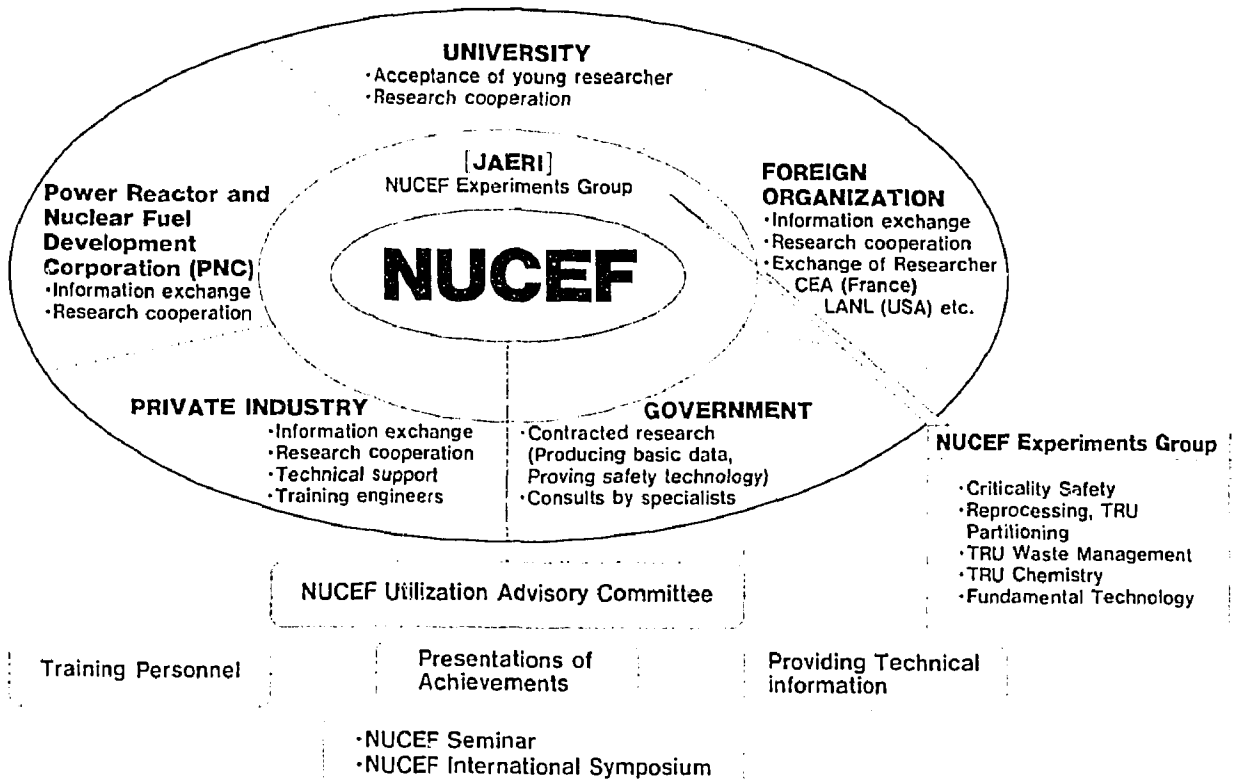 UNIVERSITY
·Acceptance of young researcher
·Research cooperation
[JAERI]
NUCEF Experiments Group
NUCEF
Power Reactor and
Nuclear Fuel
Development
Corporation (PNC)
·Information exchange
·Research cooperation
FOREIGN
ORGANIZATION
·Information exchange
·Research cooperation
·Exchange of Researcher
CEA (France)
LANL (USA) etc.
PRIVATE INDUSTRY
·Information exchange
·Research cooperation
·Technical support
·Training engineers
GOVERNMENT
·Contracted research
(Producing basic data,
Proving safety technology)
·Consults by specialists
NUCEF Experiments Group
·Criticality Safety
·Reprocessing, TRU
Partitioning
·TRU Waste Management
·TRU Chemistry
·Fundamental Technology
NUCEF Utilization Advisory Committee
Training Personnel
Presentations of
Achievements
Providing Technical
information
·NUCEF Seminar
·NUCEF International Symposium